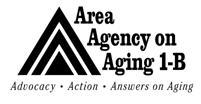 Area
Agency on
Aging 1-B
Advocacy • Action • Answers on Aging